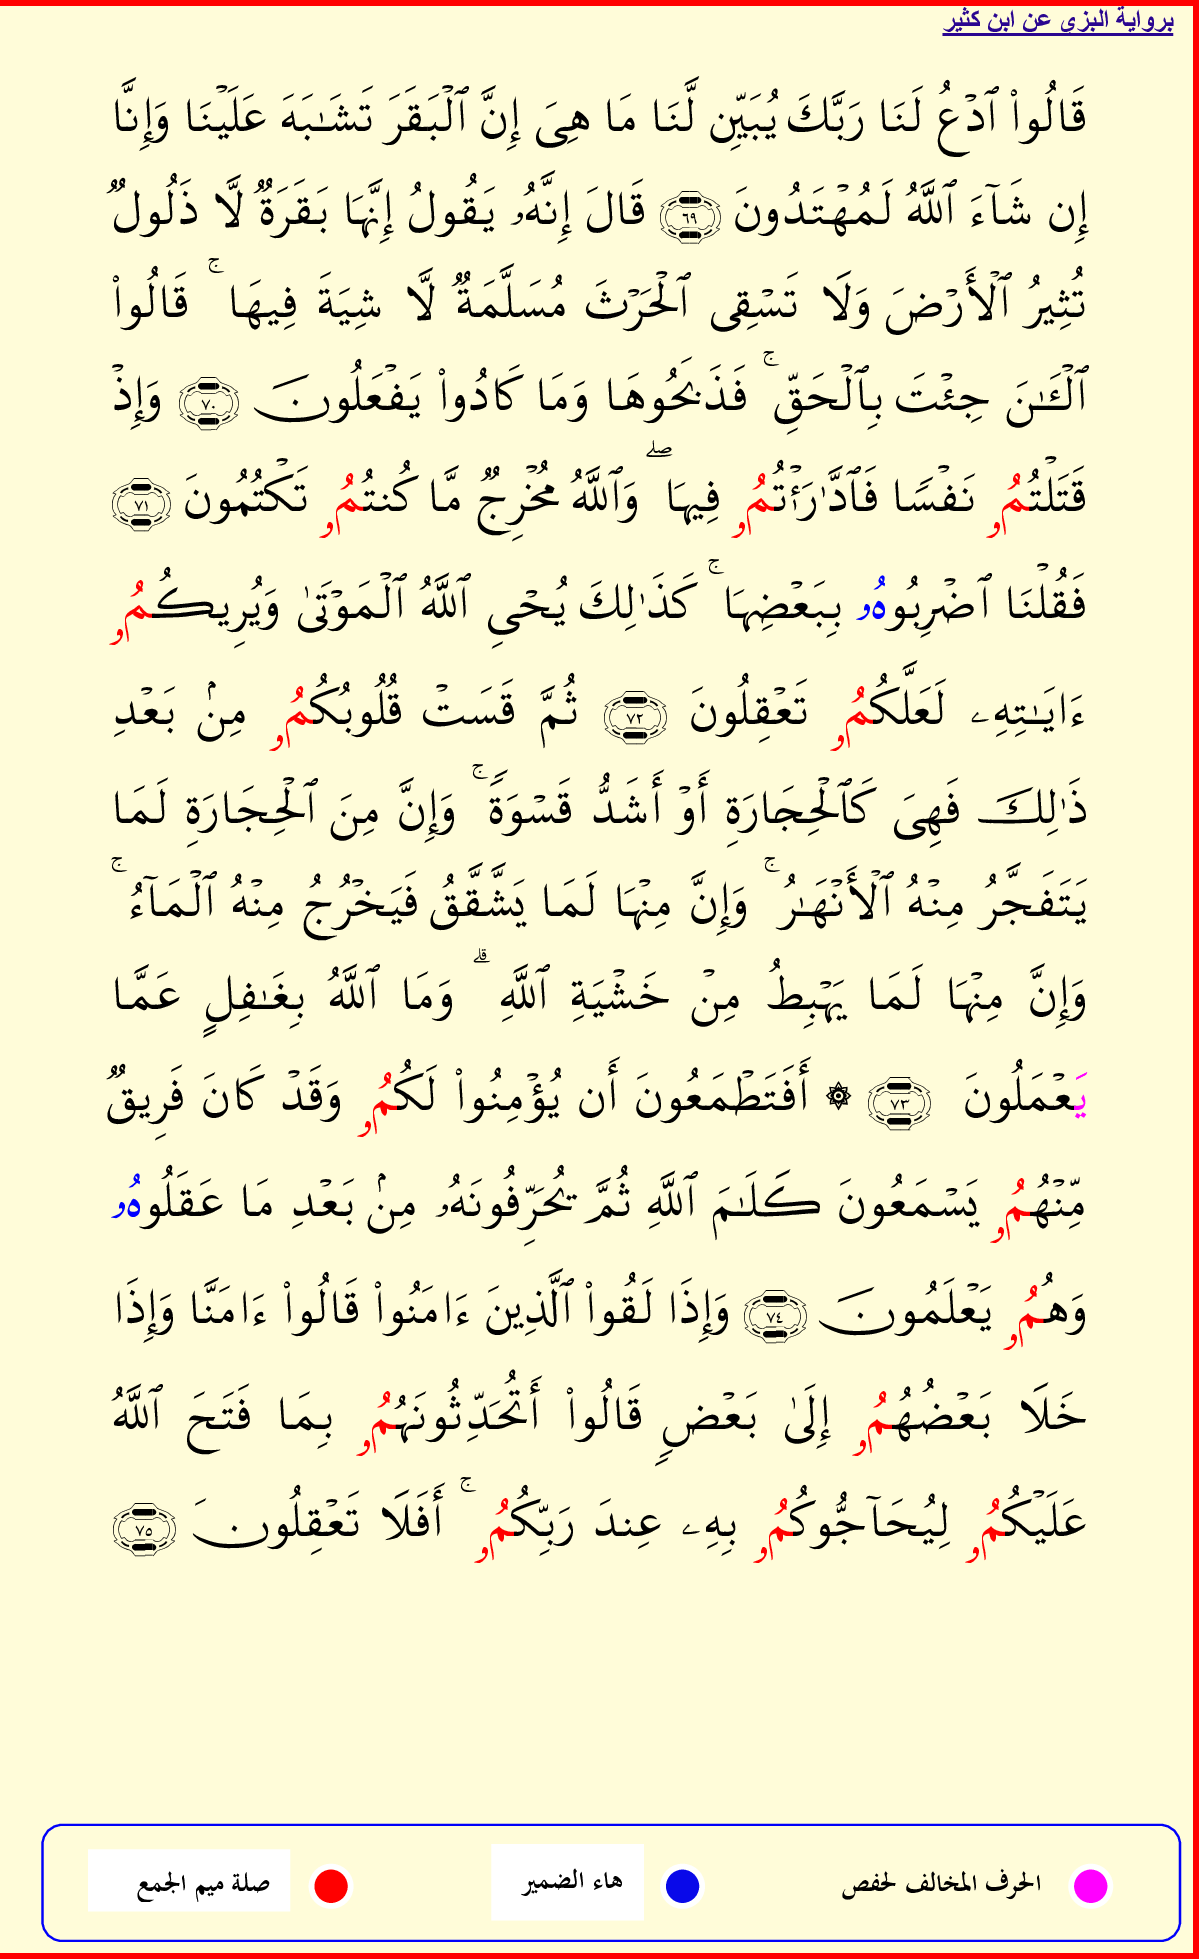 برواية البزي عن ابن كثير
قَالُوا۟ ٱدۡعُ لَنَا رَبَّكَ يُبَيِّن لَّنَا مَا هِىَ إِنَّ ٱلۡبَقَرَ تَشَـٰبَهَ عَلَيۡنَا وَإِنَّا
إِن شَآءَ ٱللَّهُ لَمُهۡتَدُونَ ٦٩ قَالَ إِنَّهُۥ يَقُولُ إِنَّهَا بَقَرَةٌ لَّا ذَلُولٌ
تُثِيرُ ٱلۡأَرۡضَ وَلَا تَسۡقِى ٱلۡحَرۡثَ مُسَلَّمَةٌ لَّا شِيَةَ فِيهَا ۚ قَالُوا۟
ٱلۡـَٔـٰنَ جِئۡتَ بِٱلۡحَقِّ ۚ فَذَبَحُوهَا وَمَا كَادُوا۟ يَفۡعَلُونَ ٧٠ وَإِذۡ
قَتَلۡتُمُۥ نَفۡسًا فَٱدَّٰرَٰٔتُمُۥ فِيهَا ۖ وَٱللَّهُ مُخۡرِجٌ مَّا كُنتُمُۥ تَكۡتُمُونَ ٧١
فَقُلۡنَا ٱضۡرِبُوهُۥ بِبَعۡضِهَا ۚ كَذَٰلِكَ يُحۡىِ ٱللَّهُ ٱلۡمَوۡتَىٰ وَيُرِيكُمُۥ
ءَايَـٰتِهِۦ لَعَلَّكُمُۥ تَعۡقِلُونَ ٧٢ ثُمَّ قَسَتۡ قُلُوبُكُمُۥ مِنۢ بَعۡدِ
ذَٰلِكَ فَهِىَ كَٱلۡحِجَارَةِ أَوۡ أَشَدُّ قَسۡوَةً ۚ وَإِنَّ مِنَ ٱلۡحِجَارَةِ لَمَا
يَتَفَجَّرُ مِنۡهُ ٱلۡأَنۡهَـٰرُ ۚ وَإِنَّ مِنۡهَا لَمَا يَشَّقَّقُ فَيَخۡرُجُ مِنۡهُ ٱلۡمَآءُ ۚ
وَإِنَّ مِنۡهَا لَمَا يَهۡبِطُ مِنۡ خَشۡيَةِ ٱللَّهِ ۗ وَمَا ٱللَّهُ بِغَـٰفِلٍ عَمَّا
يَعۡمَلُونَ ٧٣ ۞ أَفَتَطۡمَعُونَ أَن يُؤۡمِنُوا۟ لَكُمُۥ وَقَدۡ كَانَ فَرِيقٌ
مِّنۡهُمُۥ يَسۡمَعُونَ كَلَـٰمَ ٱللَّهِ ثُمَّ يُحَرِّفُونَهُۥ مِنۢ بَعۡدِ مَا عَقَلُوهُۥ
وَهُمُۥ يَعۡلَمُونَ ٧٤ وَإِذَا لَقُوا۟ ٱلَّذِينَ ءَامَنُوا۟ قَالُوا۟ ءَامَنَّا وَإِذَا
خَلَا بَعۡضُهُمُۥ إِلَىٰ بَعۡضٍ قَالُوا۟ أَتُحَدِّثُونَهُمُۥ بِمَا فَتَحَ ٱللَّهُ
عَلَيۡكُمُۥ لِيُحَآجُّوكُمُۥ بِهِۦ عِندَ رَبِّكُمُۥ ۚ أَفَلَا تَعۡقِلُونَ ٧٥
الحرف المخالف لحفص هاء الضمير صلة ميم الجمع